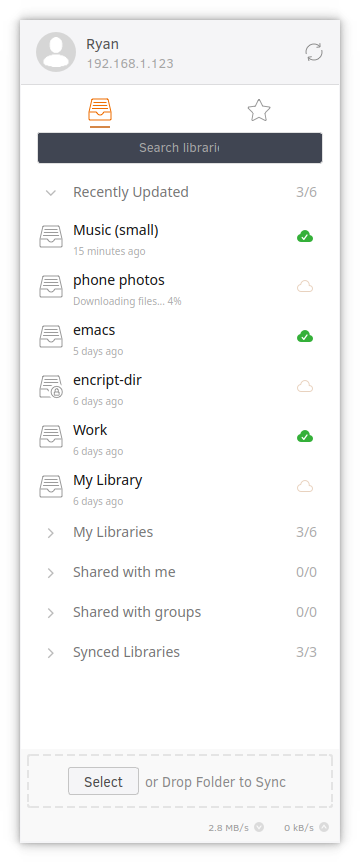 Ryan
192.168.1.123
Search librari
Recently Updated 3/6
Music (small)
15 minutes ago
phone photos
Downloading files... 4%
emacs
5 days ago
encript-dir
6 days ago
Work
6 days ago
My Library
6 days ago
My Libraries 3/6
Shared with me 0/0
Shared with groups 0/0
Synced Libraries 3/3
Select or Drop Folder to Sync
2.8 MB/s 0 kB/s